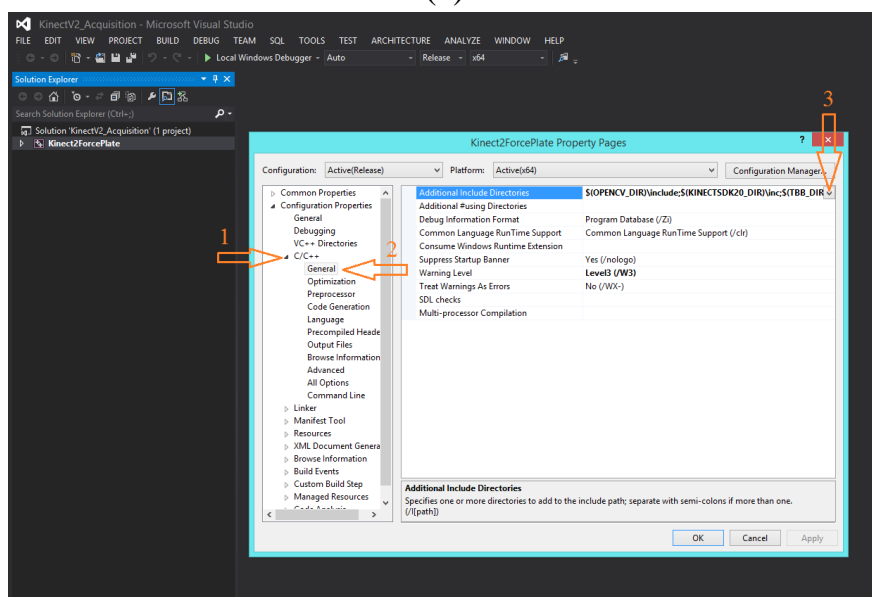 KinectV2_Acquisition - Microsoft Visual Studio
FILE EDIT VIEW PROJECT BUILD DEBUG TEAM SQL TOOLS TEST ARCHITECTURE ANALYZE WINDOW HELP
Local Windows Debugger Auto Release x64
Solution Explorer
Search Solution Explorer (Ctrl+;)
Solution 'KinectV2_Acquisition' (1 project)
Kinect2ForcePlate
3
Kinect2ForcePlate Property Pages ? x
Configuration: Active(Release) Platform: Active(x64) Configuration Manager...
Common Properties
Configuration Properties
General
Debugging
VC++ Directories
1
C/C++
2
General
Optimization
Preprocessor
Code Generation
Language
Precompiled Heade
Output Files
Browse Information
Advanced
All Options
Command Line
Linker
Manifest Tool
Resources
XML Document Genera
Browse Information
Build Events
Custom Build Step
Managed Resources
Additional Include Directories $(OPENCV_DIR)\include;$(KINECTSDK20_DIR)\inc;$(TBB_DIR
Additional #using Directories
Debug Information Format Program Database (/Zi)
Common Language RunTime Support Common Language RunTime Support (/clr)
Consume Windows Runtime Extension
Suppress Startup Banner Yes (/nologo)
Warning Level Level3 (/W3)
Treat Warnings As Errors No (/WX-)
SDL checks
Multi-processor Compilation
Additional Include Directories
Specifies one or more directories to add to the include path; separate with semi-colons if more than one.
(/I[path])
OK Cancel Apply